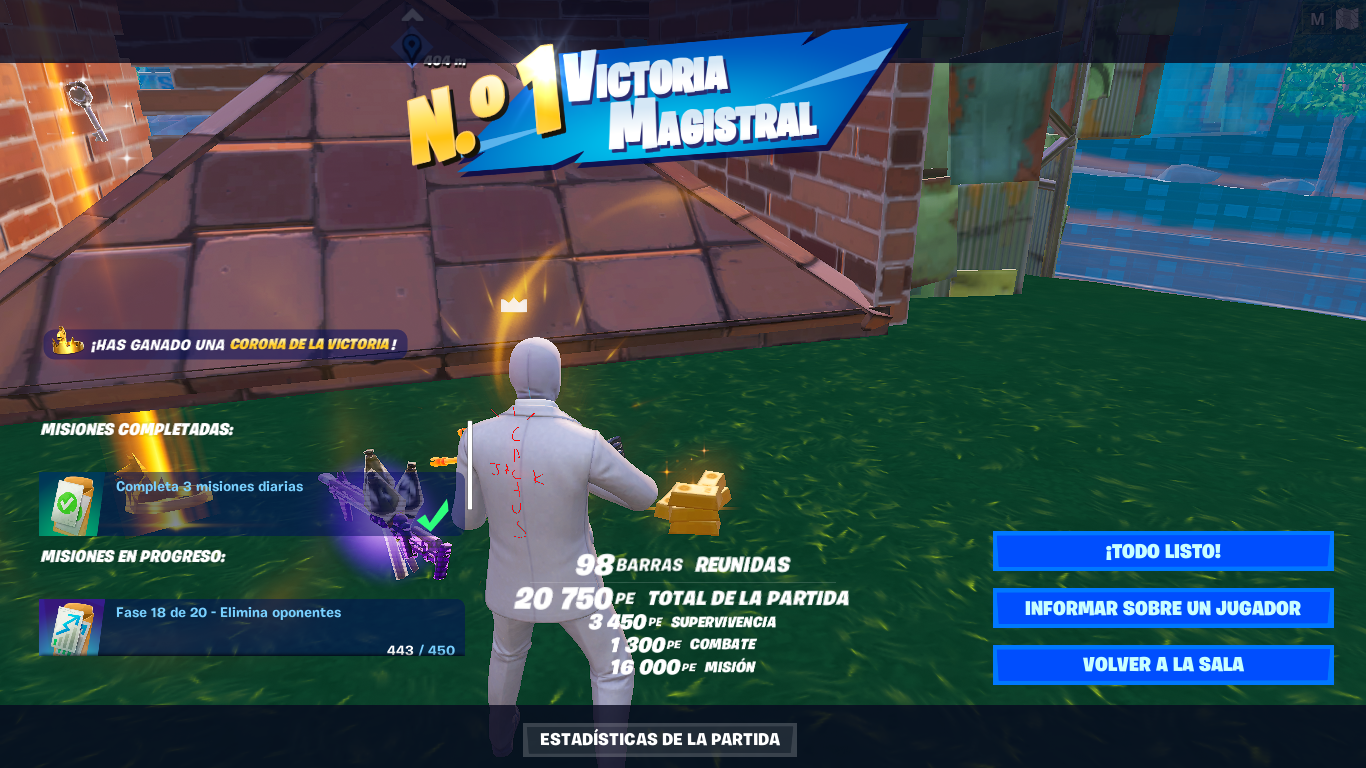 M
404 m
N.º 1 VICTORIA
MAGISTRAL
¡HAS GANADO UNA CORONA DE LA VICTORIA!
MISIONES COMPLETADAS:
Completa 3 misiones diarias
MISIONES EN PROGRESO:
Fase 18 de 20 - Elimina oponentes
443 / 450
98 BARRAS REUNIDAS
20 750 PE TOTAL DE LA PARTIDA
3 450 PE SUPERVIVENCIA
1 300 PE COMBATE
16 000 PE MISIÓN
¡TODO LISTO!
INFORMAR SOBRE UN JUGADOR
VOLVER A LA SALA
ESTADÍSTICAS DE LA PARTIDA